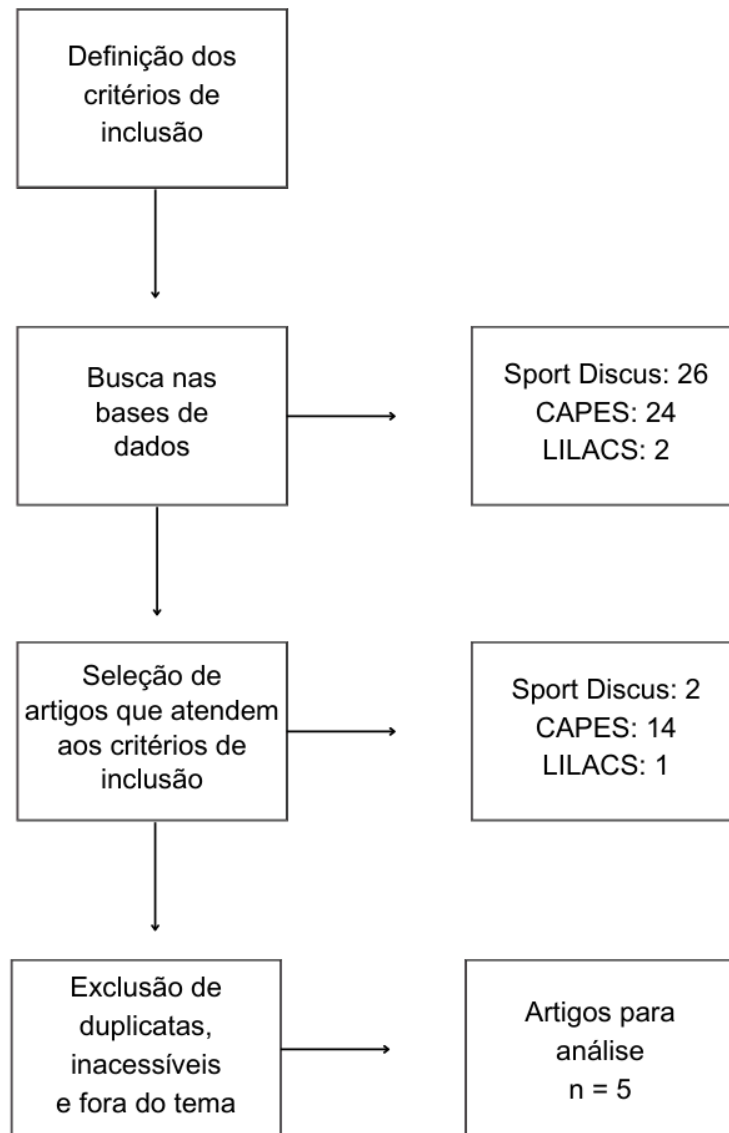 Definição dos
critérios de
inclusão
Busca nas
bases de
dados
Sport Discus: 26
CAPES: 24
LILACS: 2
Seleção de
artigos que atendem
aos critérios de
inclusão
Sport Discus: 2
CAPES: 14
LILACS: 1
Exclusão de
duplicatas,
inacessíveis
e fora do tema
Artigos para
análise
n = 5